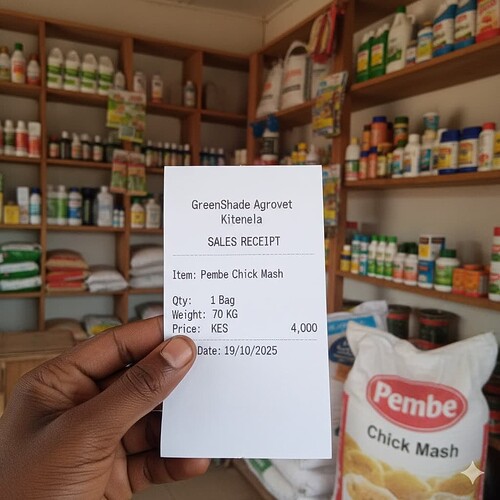 GreenShade Agrovet
Kitenela
SALES RECEIPT
Item: Pembe Chick Mash
Qty: 1 Bag
Weight: 70 KG
Price: KES 4,000
Date: 19/10/2025
Pembe
Chick Mash